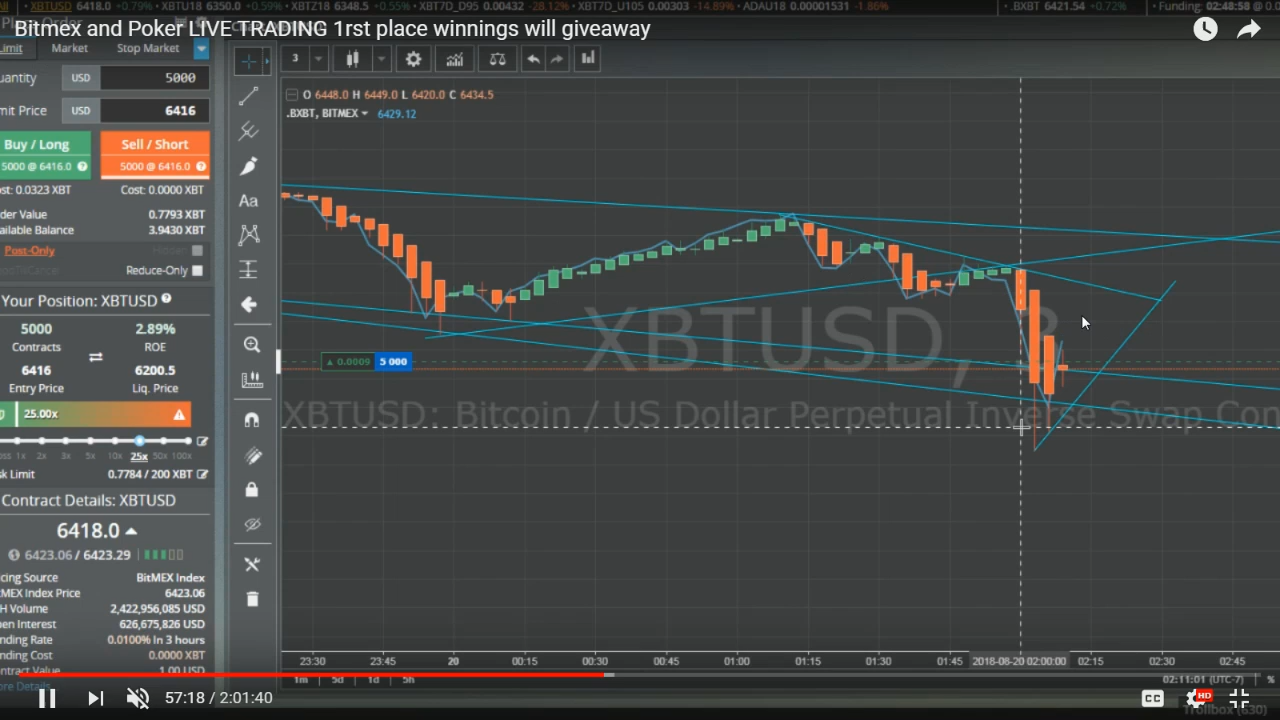 XBTUSD 6418.0 +0.79% XBTU18 6350.0 +0.59% XBTZ18 6348.5 +0.55% XBT7D_D95 0.00432 -28.12% XBT7D_U105 0.00303 -14.89% ADAU18 0.00001531 -1.86% .BXBT 6421.54 +0.72% Funding: 02:48:58 @ 0.0
Bitmex and Poker LIVE TRADING 1rst place winnings will giveaway
Limit Market Stop Market
3
uantity USD 5000
O 6448.0 H 6449.0 L 6420.0 C 6434.5
mit Price USD 6416
.BXBT, BITMEX 6429.12
Buy / Long Sell / Short
5000 @ 6416.0 5000 @ 6416.0
ost: 0.0323 XBT Cost: 0.0000 XBT
Aa
der Value 0.7793 XBT
ailable Balance 3.9430 XBT
Post-Only Hidden
Reduce-Only
Your Position: XBTUSD
5000 2.89%
Contracts ROE
6416 6200.5
Entry Price Liq. Price
XBTUSD, 3
0.0009 5 000
25.00x
XBTUSD: Bitcoin / US Dollar Perpetual Inverse Swap Con
oss 1x 2x 3x 5x 10x 25x 50x 100x
sk Limit 0.7784 / 200 XBT
Contract Details: XBTUSD
6418.0
6423.06 / 6423.29
cing Source BitMEX Index
MEX Index Price 6423.06
H Volume 2,422,956,085 USD
en Interest 626,675,826 USD
nding Rate 0.0100% In 3 hours
nding Cost 0.0000 XBT
ntract Value 1.00 USD
ore Details
23:30 23:45 20 00:15 00:30 00:45 01:00 01:15 01:30 01:45 2018-08-20 02:00:00 02:15 02:30 02:45
1m 5d 1d 5h 02:11:01 (UTC-7) %
57:18 / 2:01:40 CC HD
Trollbox (630)